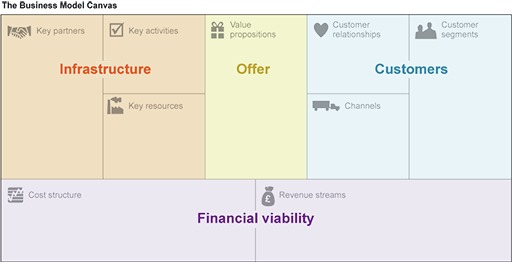 The Business Model Canvas
Key partners
Key activities
Value
propositions
Customer
relationships
Customer
segments
Infrastructure
Offer
Customers
Key resources
Channels
Cost structure
£
Revenue streams
Financial viability